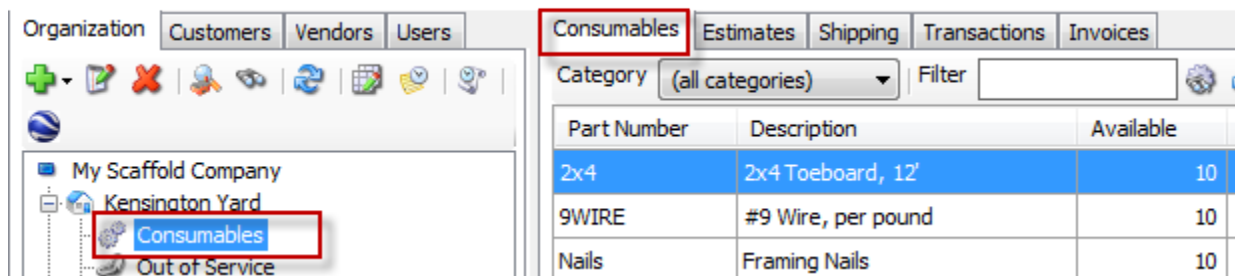 Organization Customers Vendors Users
My Scaffold Company
Kensington Yard
Consumables
Out of Service
Consumables Estimates Shipping Transactions Invoices
Category (all categories) Filter
Part Number Description Available
2x4 2x4 Toeboard, 12' 10
9WIRE #9 Wire, per pound 10
Nails Framing Nails 10